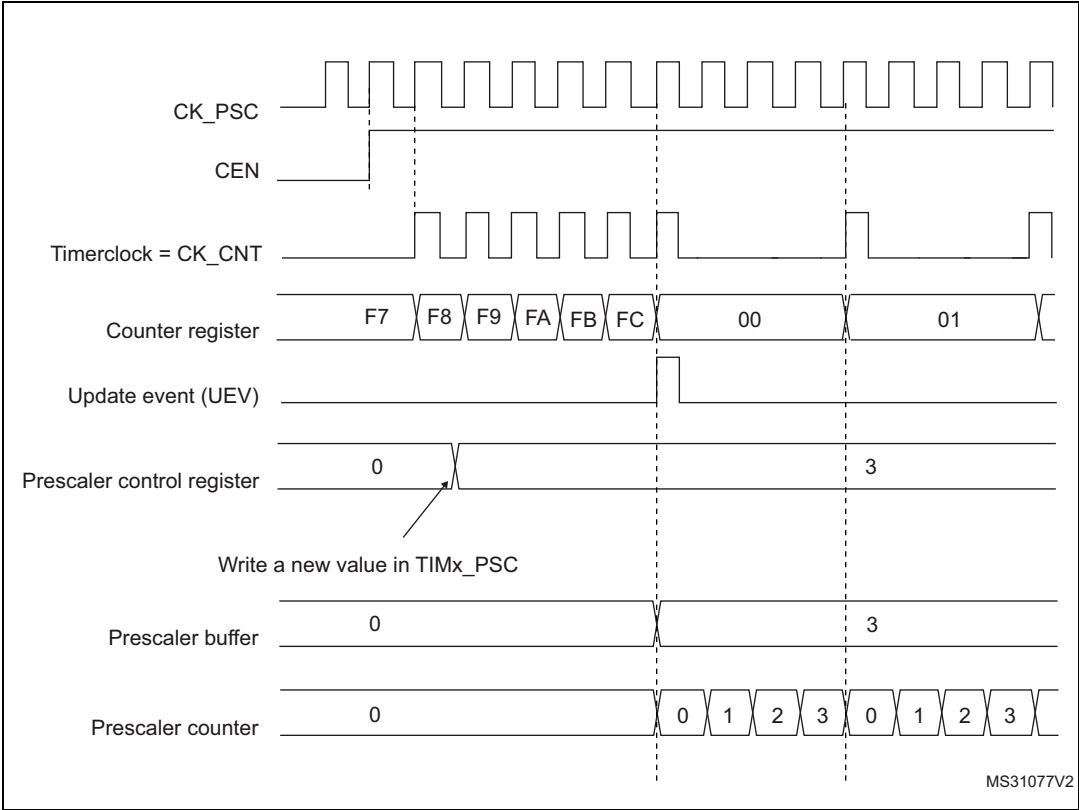 CK_PSC
CEN
Timerclock = CK_CNT
Counter register
F7 F8 F9 FA FB FC 00 01
Update event (UEV)
Prescaler control register
0 3
Write a new value in TIMx_PSC
Prescaler buffer
0 3
Prescaler counter
0 0 1 2 3 0 1 2 3
MS31077V2